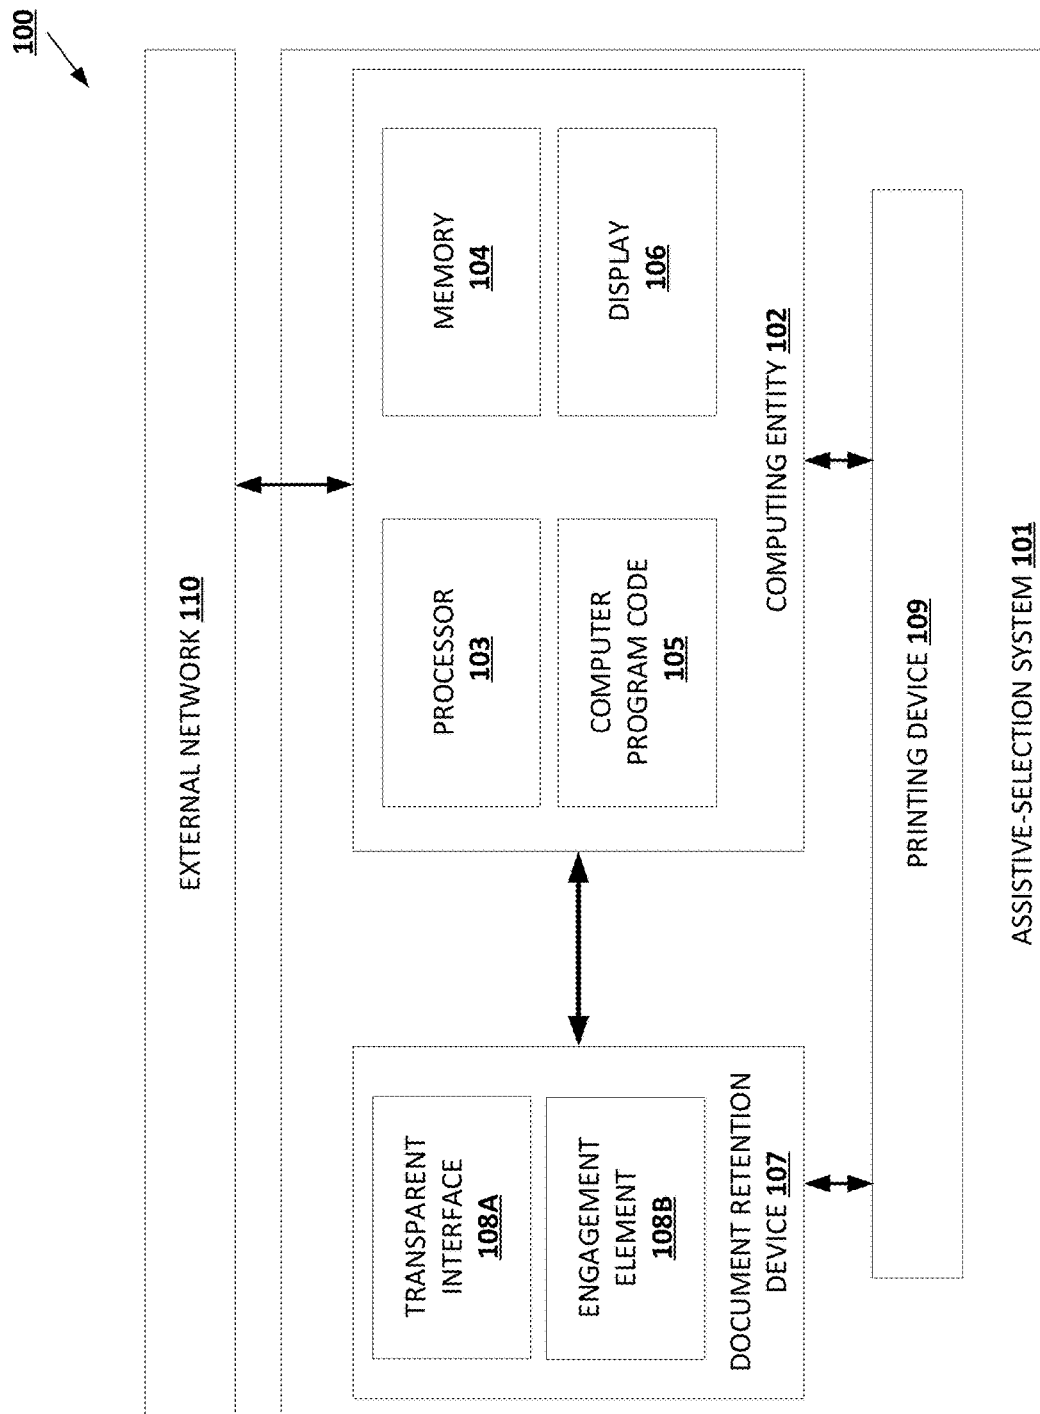 100
EXTERNAL NETWORK 110
TRANSPARENT
INTERFACE
108A
ENGAGEMENT
ELEMENT
108B
DOCUMENT RETENTION
DEVICE 107
PROCESSOR
103
MEMORY
104
COMPUTER
PROGRAM CODE
105
DISPLAY
106
COMPUTING ENTITY 102
PRINTING DEVICE 109
ASSISTIVE-SELECTION SYSTEM 101